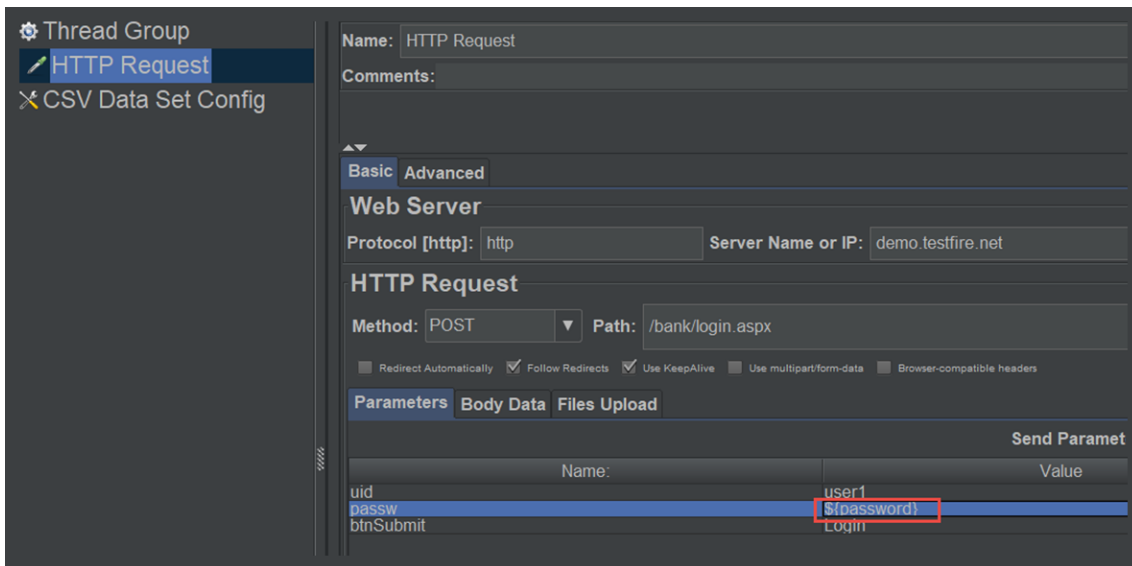 Thread Group
HTTP Request
CSV Data Set Config
Name: HTTP Request
Comments:
Basic Advanced
Web Server
Protocol [http]: http Server Name or IP: demo.testfire.net
HTTP Request
Method: POST Path: /bank/login.aspx
Redirect Automatically Follow Redirects Use KeepAlive Use multipart/form-data Browser-compatible headers
Parameters Body Data Files Upload
Send Paramet
Name: Value
uid user1
passw ${password}
btnSubmit Login